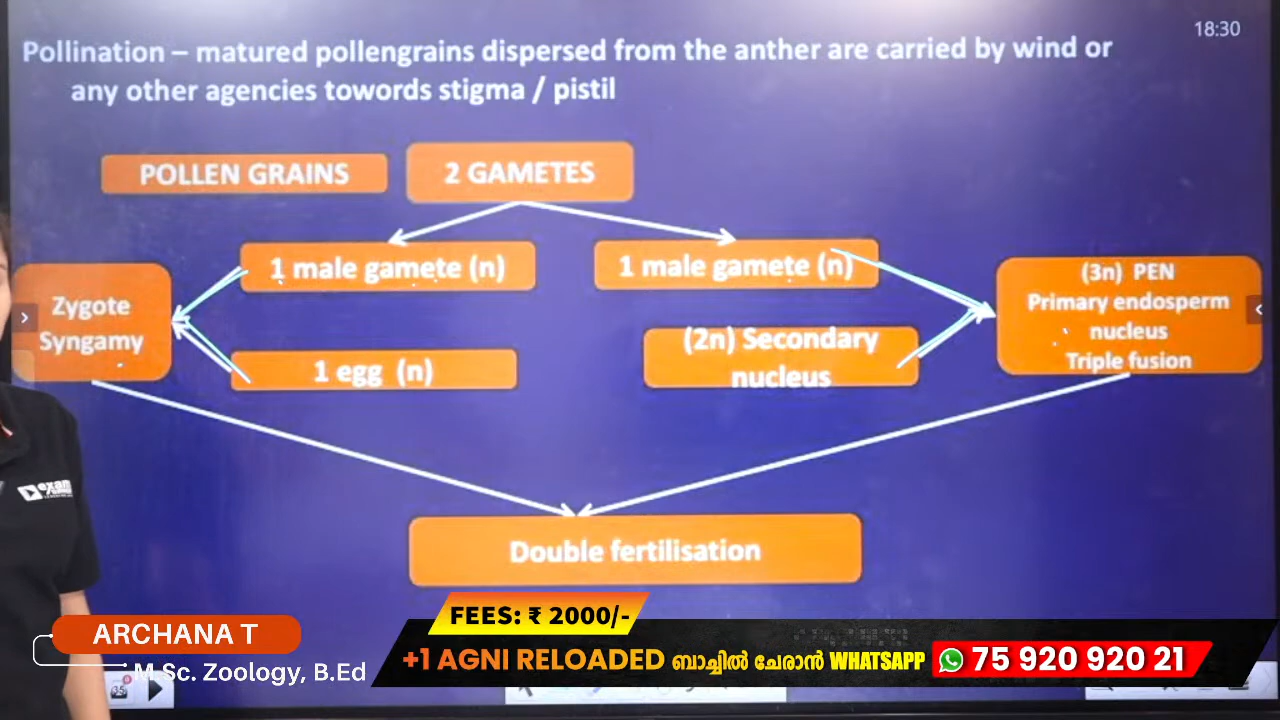 18:30
Pollination – matured pollengrains dispersed from the anther are carried by wind or
any other agencies towords stigma / pistil
POLLEN GRAINS
2 GAMETES
1 male gamete (n)
1 male gamete (n)
Zygote
Syngamy
1 egg (n)
(2n) Secondary
nucleus
(3n) PEN
Primary endosperm
nucleus
Triple fusion
Double fertilisation
exam
FEES: ₹ 2000/-
ARCHANA T
M.Sc. Zoology, B.Ed
+1 AGNI RELOADED ബാച്ചിൽ ചേരാൻ WHATSAPP 75 920 920 21
35